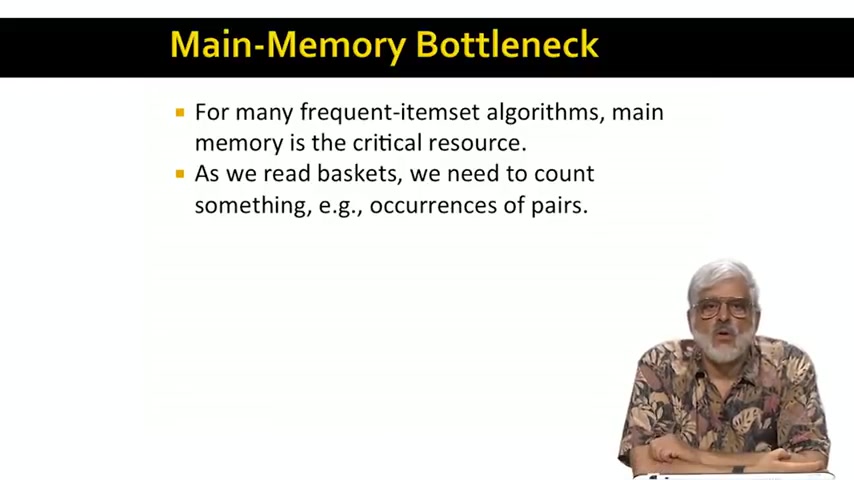 Main-Memory Bottleneck
For many frequent-itemset algorithms, main
memory is the critical resource.
As we read baskets, we need to count
something, e.g., occurrences of pairs.